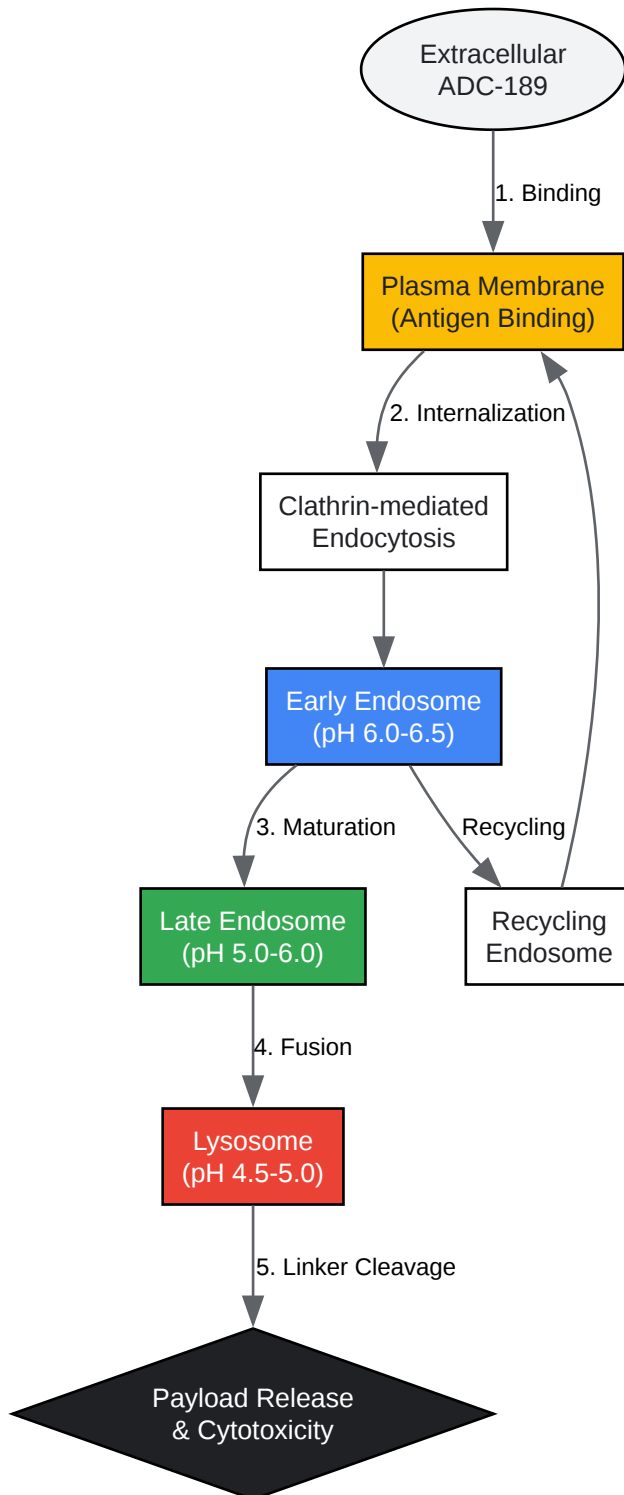 Extracellular
ADC-189
1. Binding
Plasma Membrane
(Antigen Binding)
2. Internalization
Clathrin-mediated
Endocytosis
Early Endosome
(pH 6.0-6.5)
3. Maturation
Recycling
Late Endosome
(pH 5.0-6.0)
Recycling
Endosome
4. Fusion
Lysosome
(pH 4.5-5.0)
5. Linker Cleavage
Payload Release
& Cytotoxicity